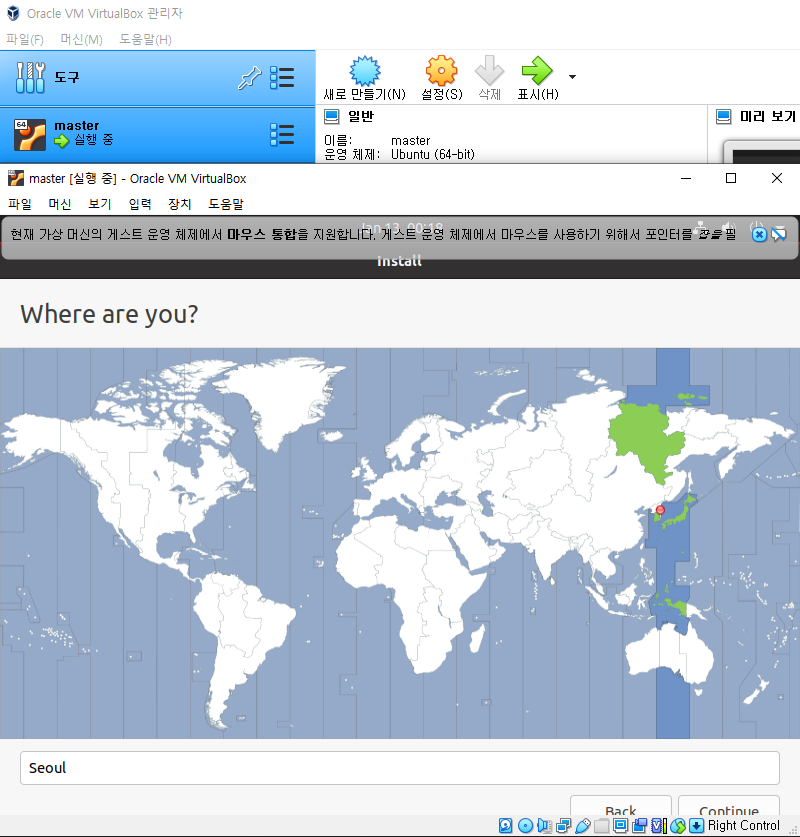 Oracle VM VirtualBox 관리자
파일(F) 머신(M) 도움말(H)
도구
새로 만들기(N) 설정(S) 삭제 표시(H)
64
master
실행 중
일반
이름: master
운영 체제: Ubuntu (64-bit)
미리 보기
master [실행 중] - Oracle VM VirtualBox
파일 머신 보기 입력 장치 도움말
Jan 13, 00:18
현재 가상 머신의 게스트 운영 체제에서 마우스 통합을 지원합니다. 게스트 운영 체제에서 마우스를 사용하기 위해서 포인터를 잡을 필
Install
Where are you?
Seoul
Back Continue
Right Control